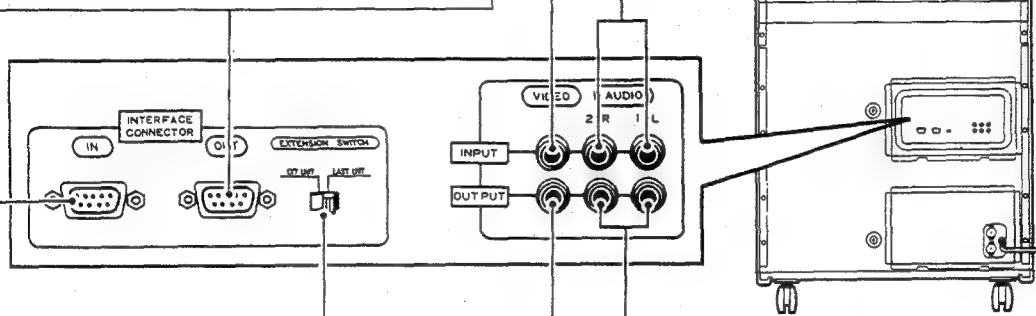 INTERFACE
CONNECTOR
IN
OUT
EXTENSION SWITCH
LAST UNIT
VIDEO
AUDIO
2 R
1 L
INPUT
OUTPUT